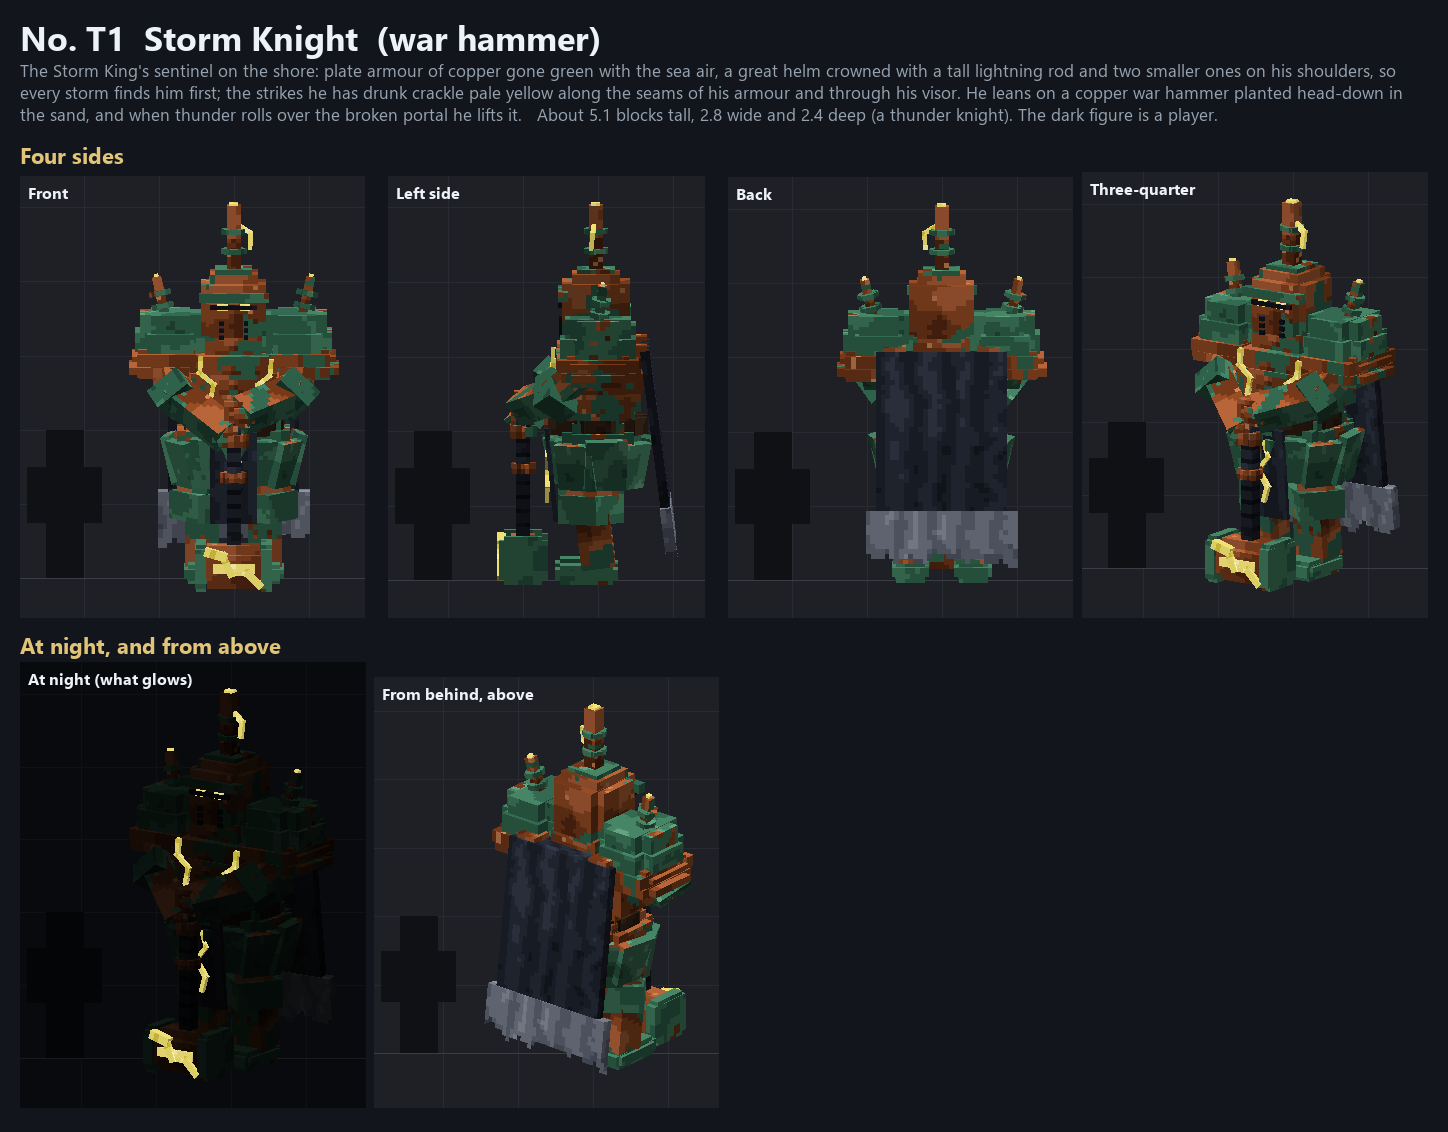 No. T1 Storm Knight (war hammer)
The Storm King's sentinel on the shore: plate armour of copper gone green with the sea air, a great helm crowned with a tall lightning rod and two smaller ones on his shoulders, so
every storm finds him first; the strikes he has drunk crackle pale yellow along the seams of his armour and through his visor. He leans on a copper war hammer planted head-down in
the sand, and when thunder rolls over the broken portal he lifts it. About 5.1 blocks tall, 2.8 wide and 2.4 deep (a thunder knight). The dark figure is a player.
Four sides
Front
Left side
Back
Three-quarter
At night, and from above
At night (what glows)
From behind, above